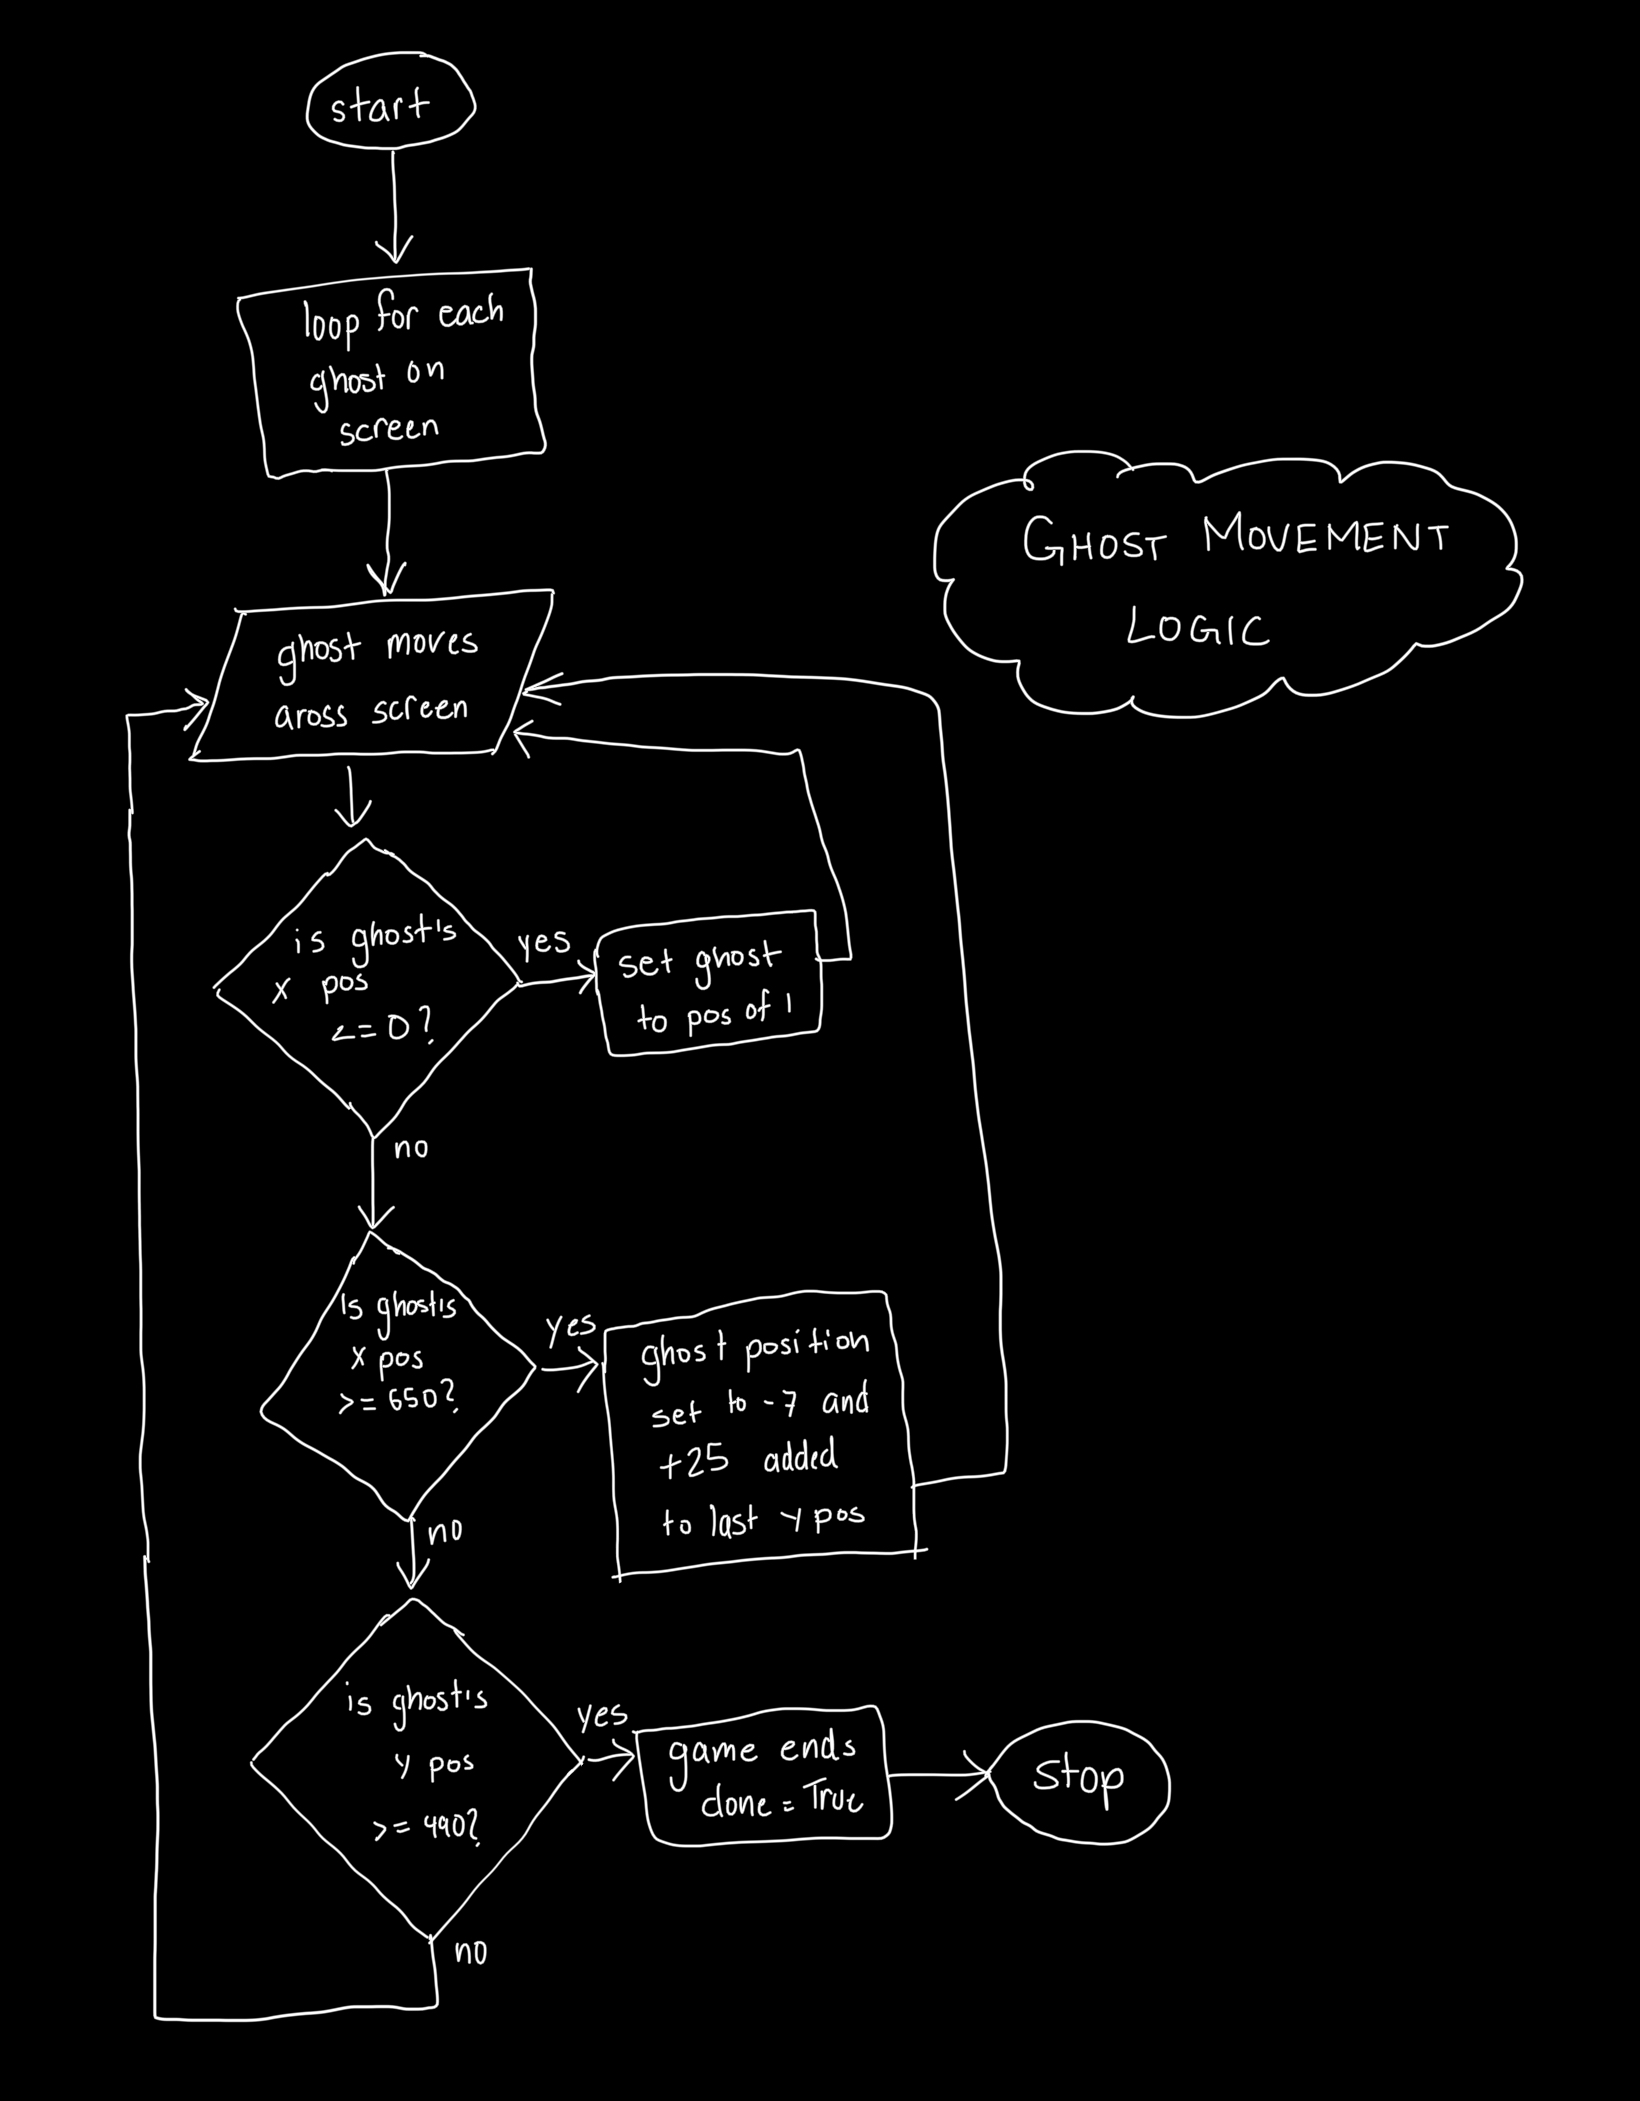 start
loop for each
ghost on
screen
GHOST MOVEMENT
LOGIC
ghost moves
aross screen
is ghost's
x pos
<=0?
yes
set ghost
to pos of 1
no
Is ghost's
x pos
>=650?
yes
ghost position
set to -7 and
+25 added
to last y pos
no
is ghost's
y pos
>=490?
yes
game ends
done = True
stop
no